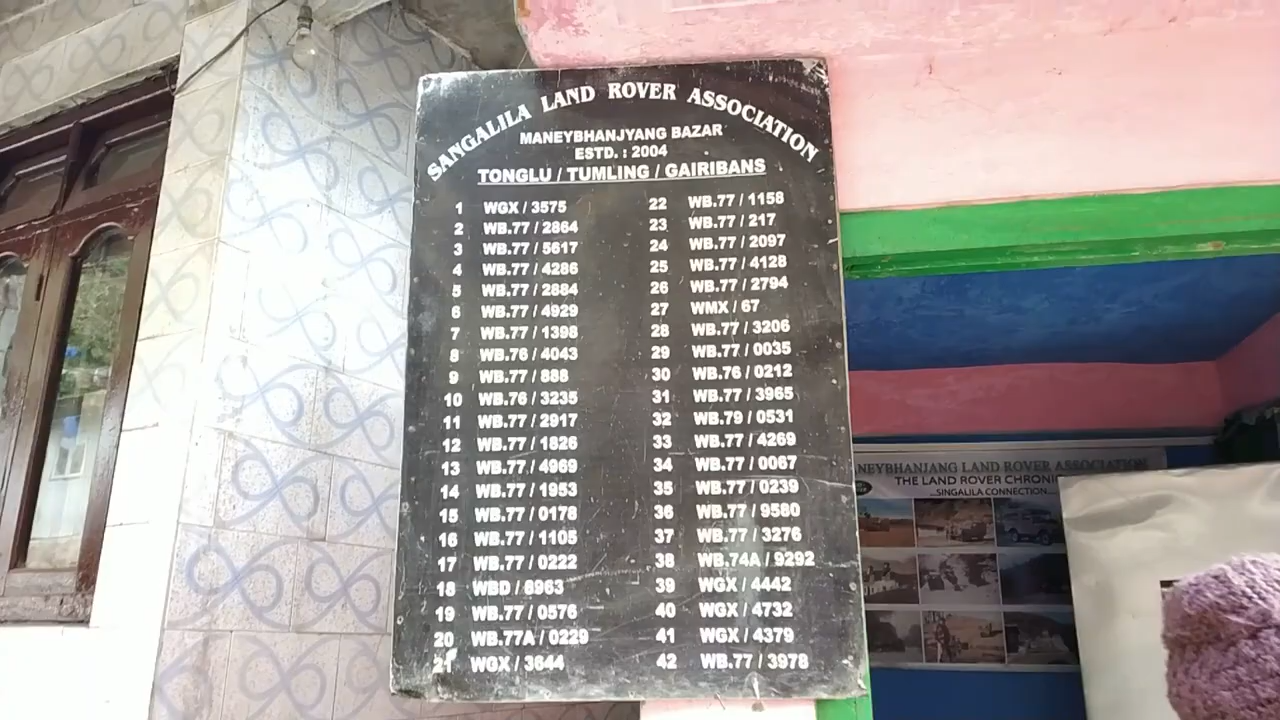 SANGALILA LAND ROVER ASSOCIATION
MANEYBHANJYANG BAZAR
ESTD. : 2004
TONGLU / TUMLING / GAIRIBANS
1 WGX / 3575
2 WB.77 / 2864
3 WB.77 / 5617
4 WB.77 / 4286
5 WB.77 / 2884
6 WB.77 / 4929
7 WB.77 / 1398
8 WB.76 / 4043
9 WB.77 / 888
10 WB.76 / 3235
11 WB.77 / 2917
12 WB.77 / 1826
13 WB.77 / 4969
14 WB.77 / 1953
15 WB.77 / 0178
16 WB.77 / 1105
17 WB.77 / 0222
18 WBD / 8963
19 WB.77 / 0576
20 WB.77A / 0229
21 WGX / 3644
22 WB.77 / 1158
23 WB.77 / 217
24 WB.77 / 2097
25 WB.77 / 4128
26 WB.77 / 2794
27 WMX / 67
28 WB.77 / 3206
29 WB.77 / 0035
30 WB.76 / 0212
31 WB.77 / 3965
32 WB.79 / 0531
33 WB.77 / 4269
34 WB.77 / 0067
35 WB.77 / 0239
36 WB.77 / 9580
37 WB.77 / 3276
38 WB.74A / 9292
39 WGX / 4442
40 WGX / 4732
41 WGX / 4379
42 WB.77 / 3978
NEYBHANJANG LAND ROVER ASSOCIATION
THE LAND ROVER CHRONI
...SINGALILA CONNECTION...